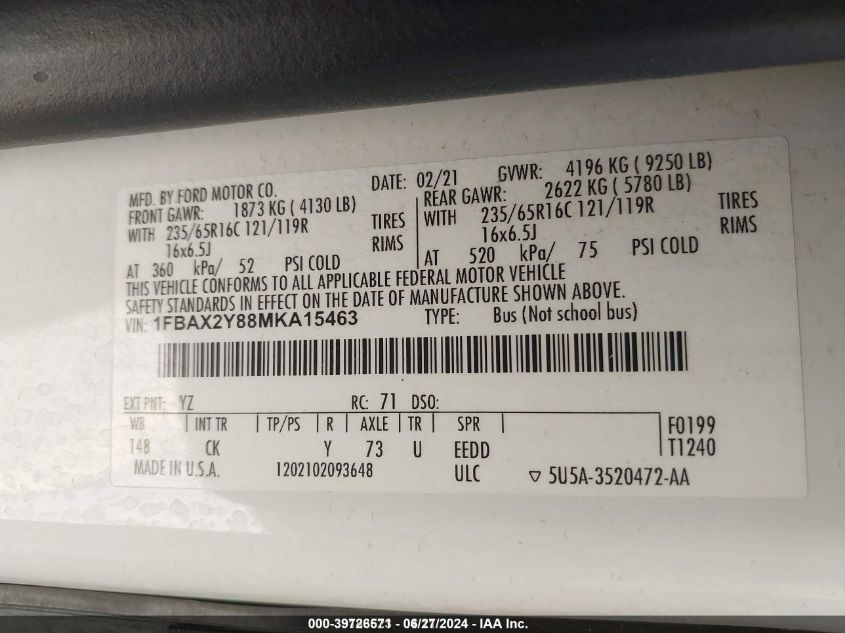 MFD. BY FORD MOTOR CO.
DATE: 02/21 GVWR: 4196 KG ( 9250 LB)
FRONT GAWR: 1873 KG ( 4130 LB)
WITH 235/65R16C 121/119R TIRES
16x6.5J RIMS
AT 360 kPa/ 52 PSI COLD
REAR GAWR: 2622 KG ( 5780 LB)
WITH 235/65R16C 121/119R TIRES
16x6.5J RIMS
AT 520 kPa/ 75 PSI COLD
THIS VEHICLE CONFORMS TO ALL APPLICABLE FEDERAL MOTOR VEHICLE
SAFETY STANDARDS IN EFFECT ON THE DATE OF MANUFACTURE SHOWN ABOVE.
VIN: 1FBAX2Y88MKA15463 TYPE: Bus (Not school bus)
EXT PNT: YZ RC: 71 DSO:
WB INT TR TP/PS R AXLE TR SPR F0199
148 CK Y 73 U EEDD T1240
MADE IN U.S.A. 1202102093648 ULC ▽ 5U5A-3520472-AA
000-39726571 - 06/27/2024 - IAA Inc.